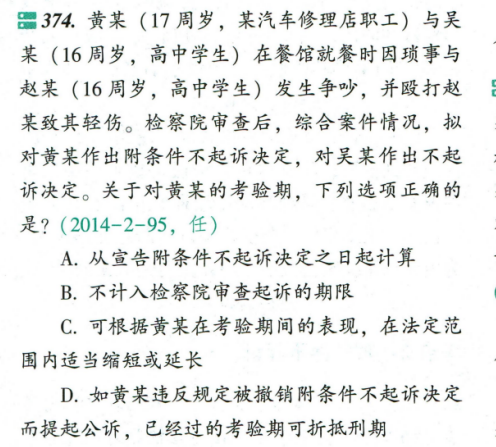 374. 黄某（17 周岁，某汽车修理店职工）与吴
某（16 周岁，高中学生）在餐馆就餐时因琐事与
赵某（16 周岁，高中学生）发生争吵，并殴打赵
某致其轻伤。检察院审查后，综合案件情况，拟
对黄某作出附条件不起诉决定，对吴某作出不起
诉决定。关于对黄某的考验期，下列选项正确的
是？（2014-2-95，任）
A. 从宣告附条件不起诉决定之日起计算
B. 不计入检察院审查起诉的期限
C. 可根据黄某在考验期间的表现，在法定范
围内适当缩短或延长
D. 如黄某违反规定被撤销附条件不起诉决定
而提起公诉，已经过的考验期可折抵刑期